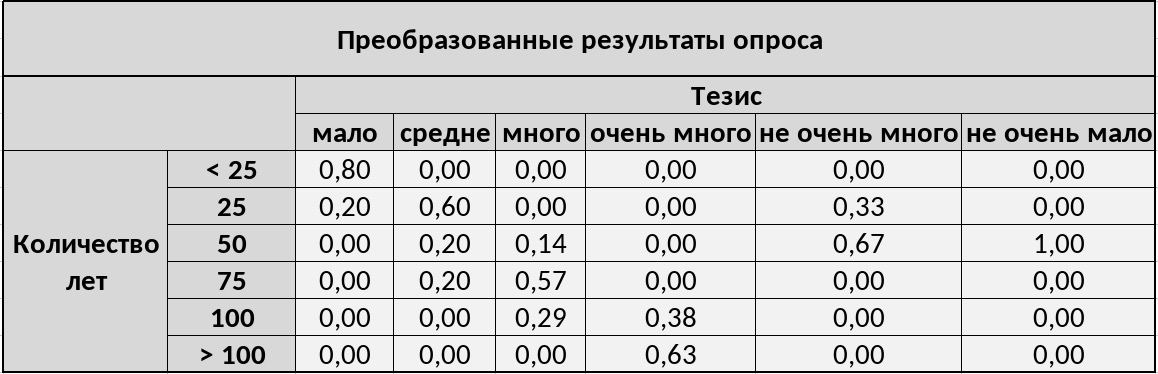 Преобразованные результаты опроса
Тезис
мало средне много очень много не очень много не очень мало
< 25 0,80 0,00 0,00 0,00 0,00 0,00
25 0,20 0,60 0,00 0,00 0,33 0,00
Количество 50 0,00 0,20 0,14 0,00 0,67 1,00
лет 75 0,00 0,20 0,57 0,00 0,00 0,00
100 0,00 0,00 0,29 0,38 0,00 0,00
> 100 0,00 0,00 0,00 0,63 0,00 0,00